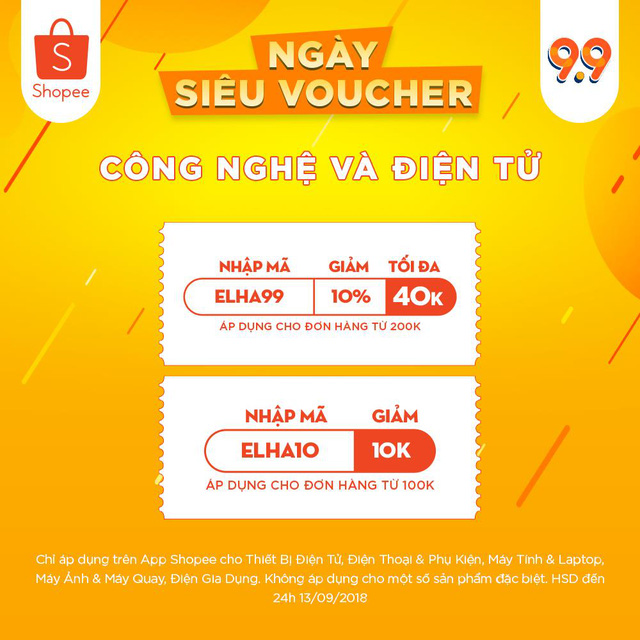 Shopee
NGÀY
SIÊU VOUCHER
9.9
CÔNG NGHỆ VÀ ĐIỆN TỬ
NHẬP MÃ GIẢM TỐI ĐA
ELHA99 10% 40K
ÁP DỤNG CHO ĐƠN HÀNG TỪ 200K
NHẬP MÃ GIẢM
ELHA10 10K
ÁP DỤNG CHO ĐƠN HÀNG TỪ 100K
Chỉ áp dụng trên App Shopee cho Thiết Bị Điện Tử, Điện Thoại & Phụ Kiện, Máy Tính & Laptop,
Máy Ảnh & Máy Quay, Điện Gia Dụng. Không áp dụng cho một số sản phẩm đặc biệt. HSD đến
24h 13/09/2018